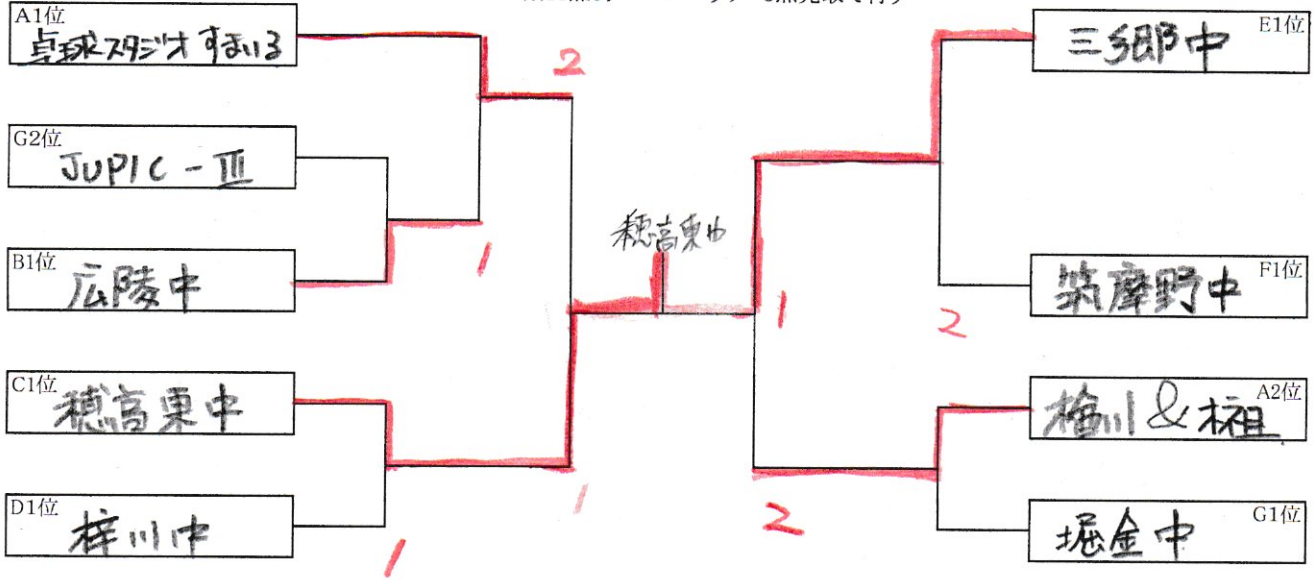 A1位
卓球スタジオ すまいる
2
E1位
三郷中
G2位
JUPIC-Ⅲ
穂高東中
B1位
広陵中
1
F1位
筑摩野中
1
2
C1位
穂高東中
A2位
楢川&木祖
1
2
D1位
梓川中
1
G1位
堀金中